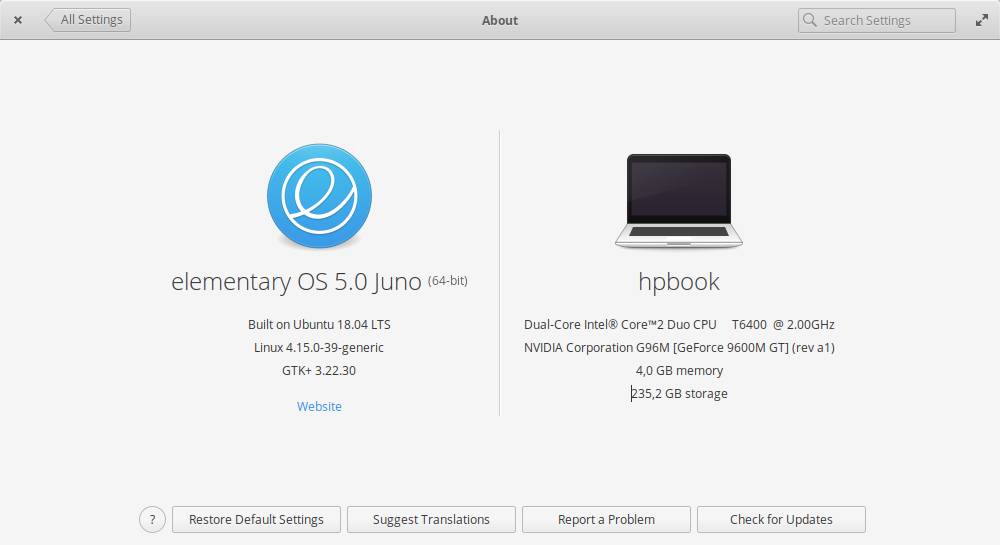 All Settings
About
Search Settings
elementary OS 5.0 Juno (64-bit)
Built on Ubuntu 18.04 LTS
Linux 4.15.0-39-generic
GTK+ 3.22.30
Website
hpbook
Dual-Core Intel® Core™2 Duo CPU     T6400  @ 2.00GHz
NVIDIA Corporation G96M [GeForce 9600M GT] (rev a1)
4,0 GB memory
235,2 GB storage
?
Restore Default Settings
Suggest Translations
Report a Problem
Check for Updates